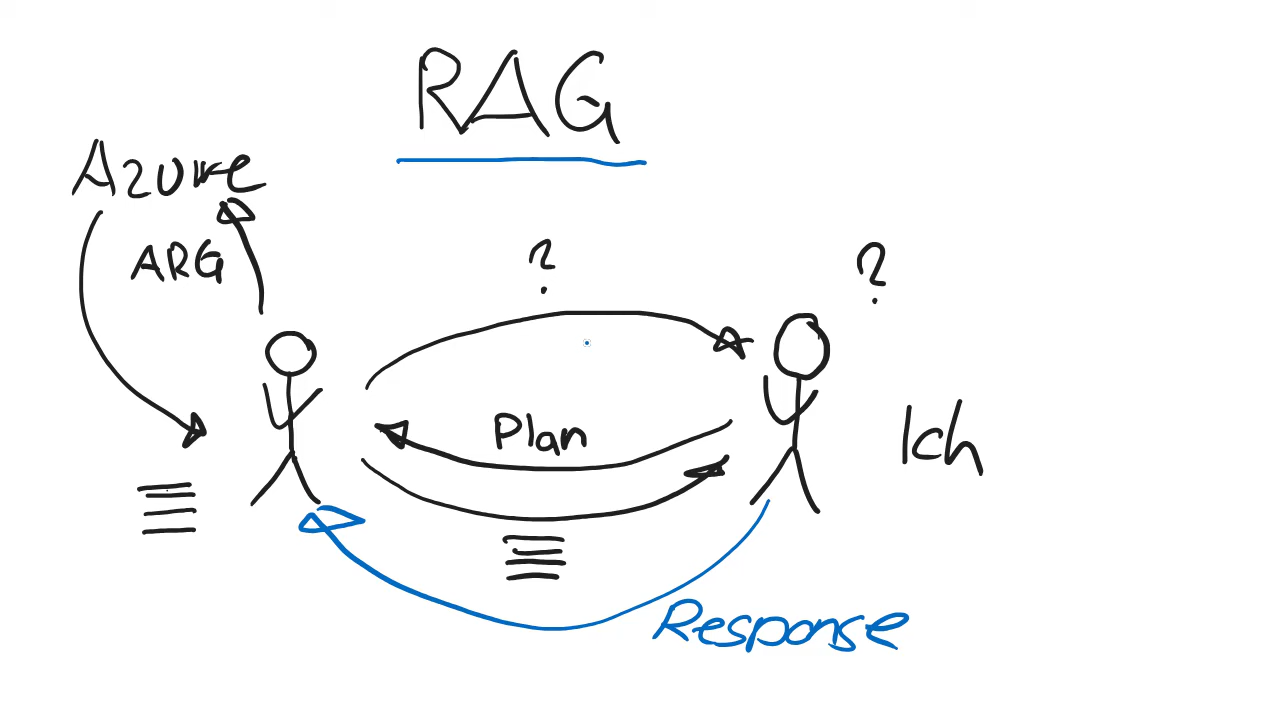 RAG
Azure
ARG
?
?
Plan
Ich
Response